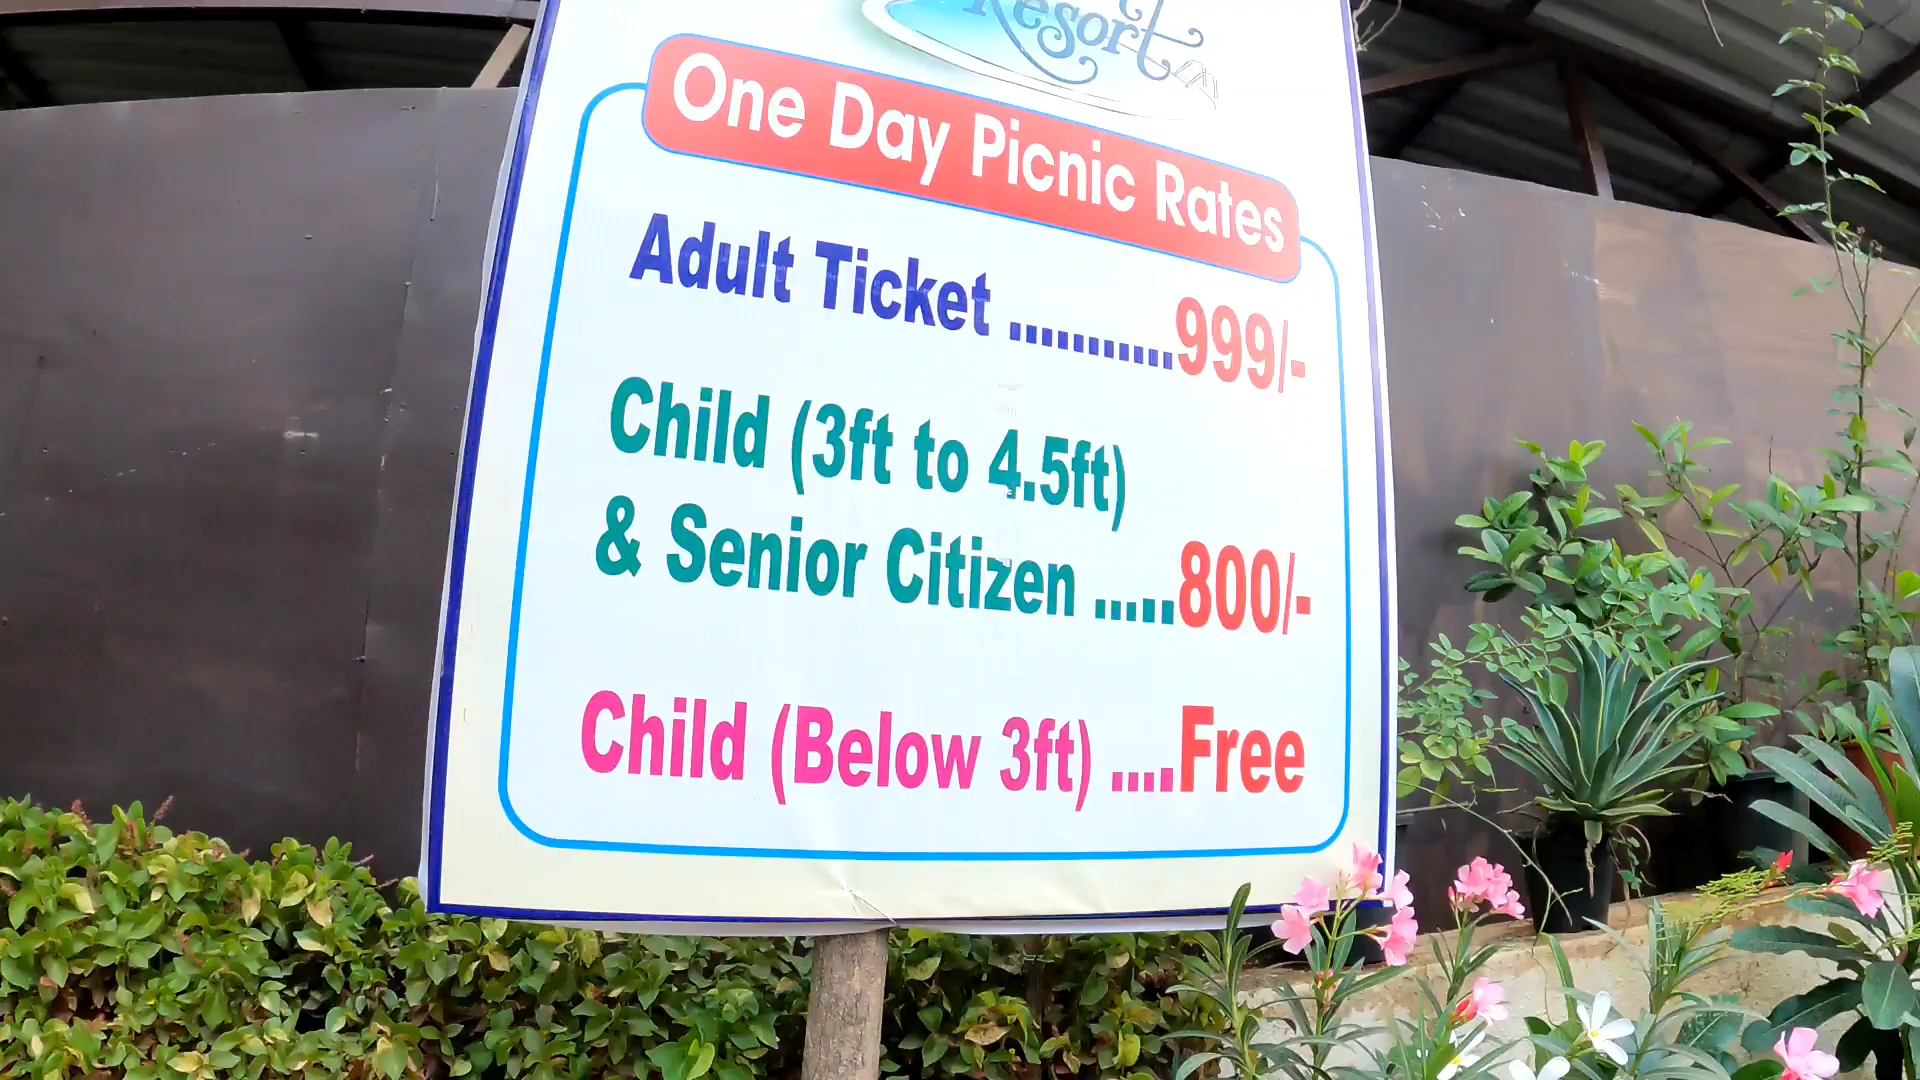 Resort
One Day Picnic Rates
Adult Ticket ...........999/-
Child (3ft to 4.5ft)
& Senior Citizen .....800/-
Child (Below 3ft) ....Free